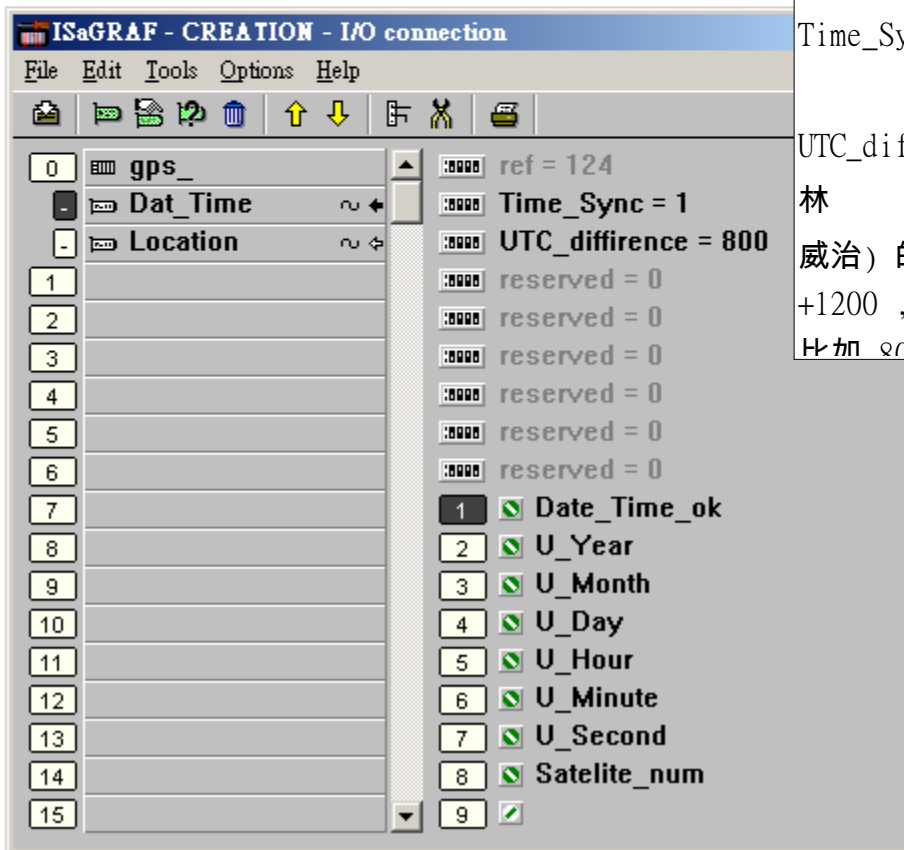 ISaGRAF - CREATION - I/O connection
File Edit Tools Options Help
0 gps_
- Dat_Time
- Location
1
2
3
4
5
6
7
8
9
10
11
12
13
14
15
ref = 124
Time_Sync = 1
UTC_diffirence = 800
reserved = 0
reserved = 0
reserved = 0
reserved = 0
reserved = 0
reserved = 0
1 Date_Time_ok
2 U_Year
3 U_Month
4 U_Day
5 U_Hour
6 U_Minute
7 U_Second
8 Satelite_num
9
林
威治)
+1200 ,
比如